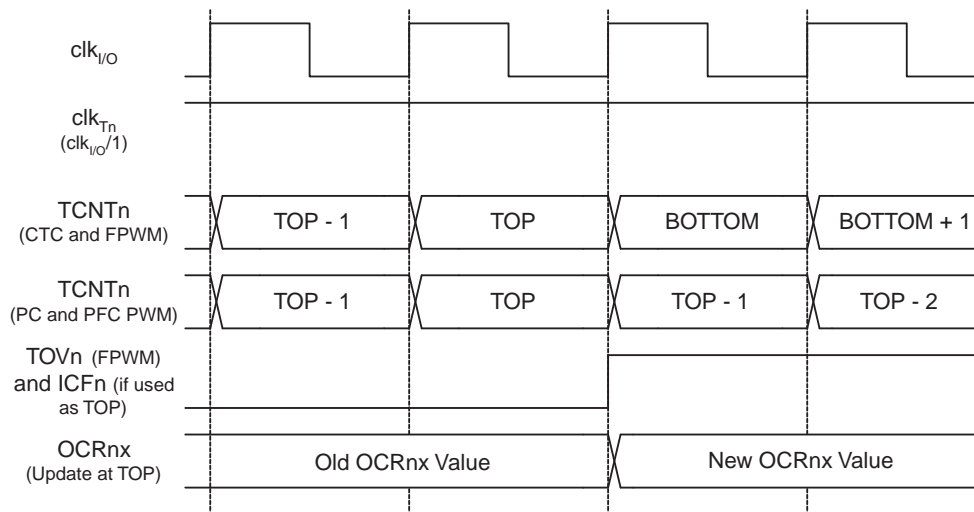 clkI/O
clkTn
(clkI/O/1)
TCNTn
(CTC and FPWM)
TOP - 1
TOP
BOTTOM
BOTTOM + 1
TCNTn
(PC and PFC PWM)
TOP - 1
TOP
TOP - 1
TOP - 2
TOVn (FPWM)
and ICFn (if used
as TOP)
OCRnx
(Update at TOP)
Old OCRnx Value
New OCRnx Value